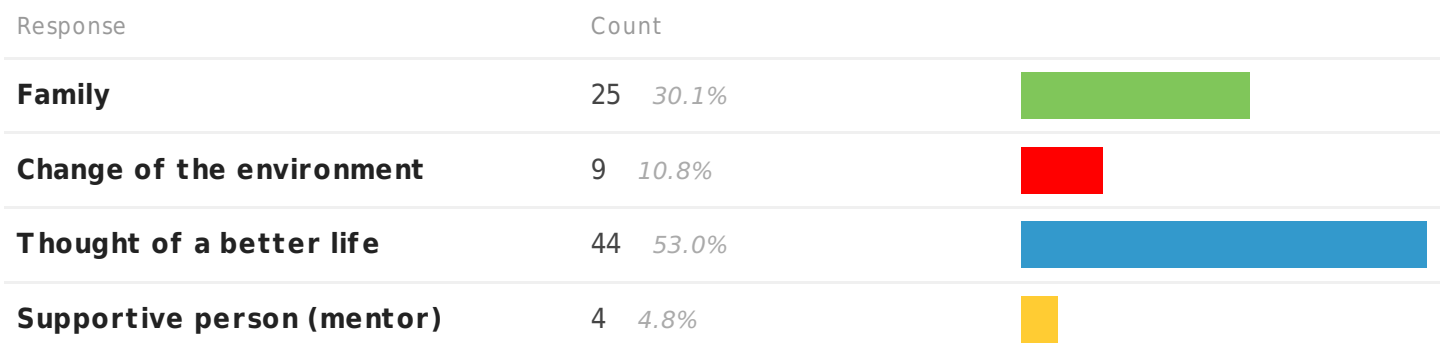 Response Count
Family 25 30.1%
Change of the environment 9 10.8%
Thought of a better life 44 53.0%
Supportive person (mentor) 4 4.8%